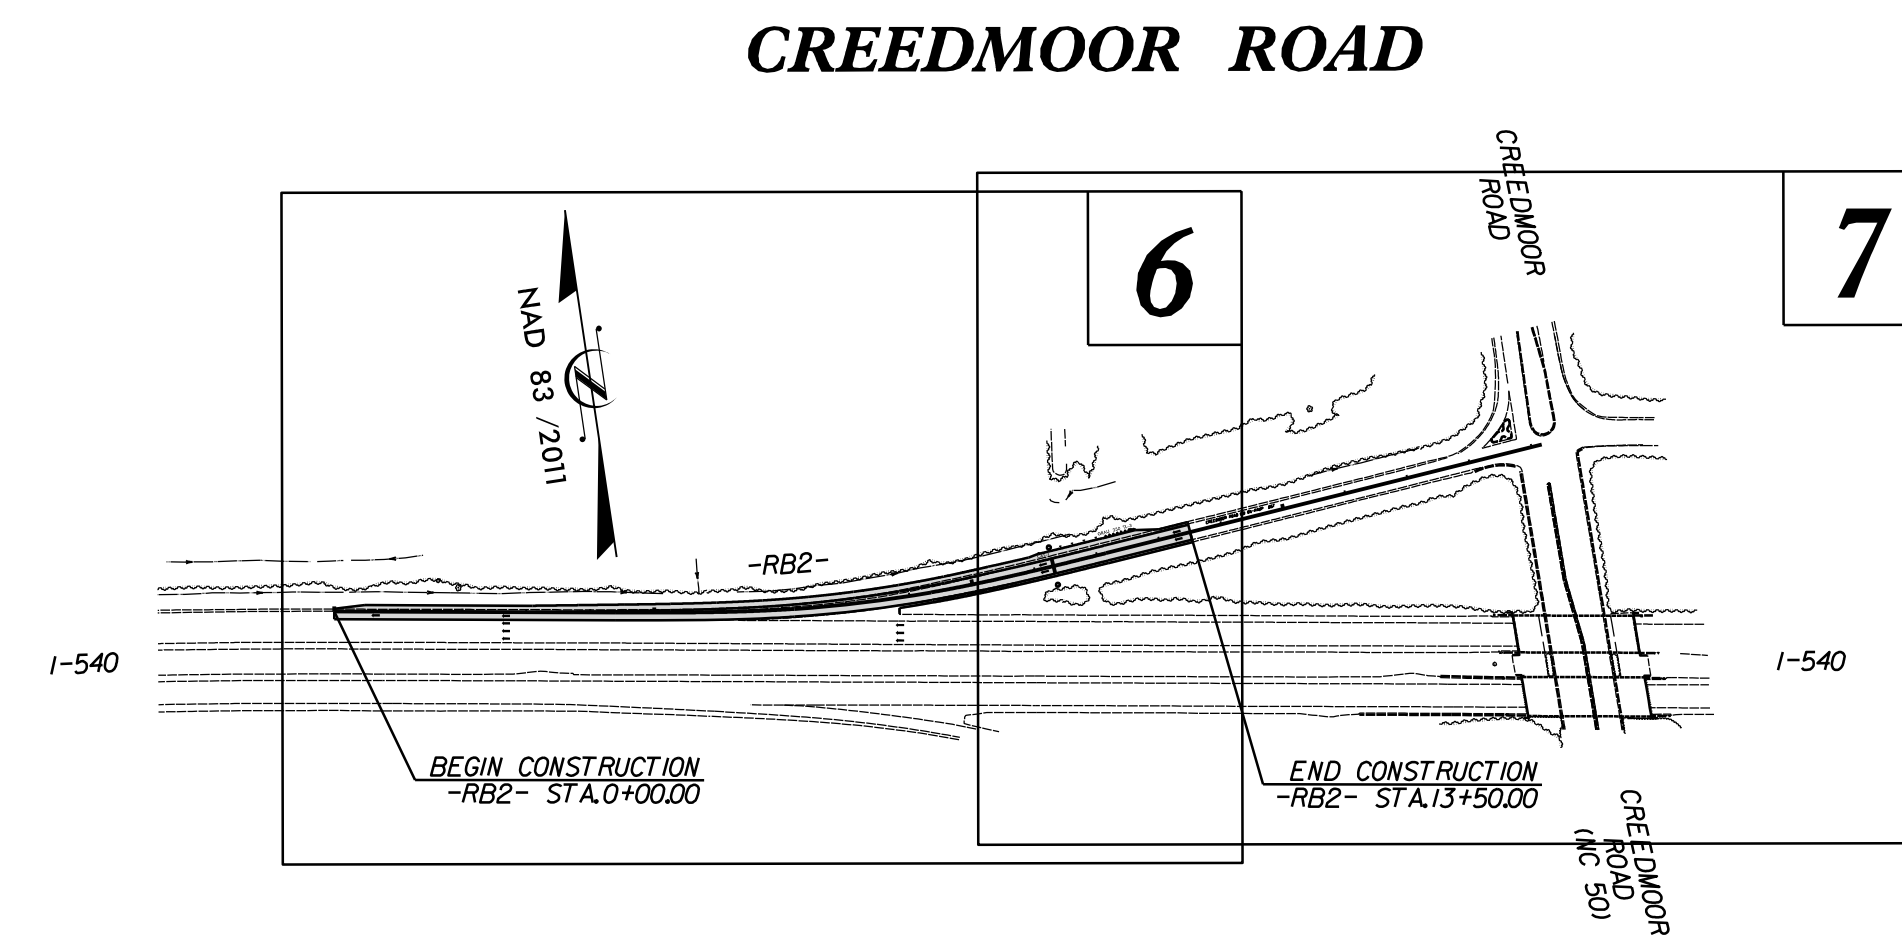 CREEDMOOR ROAD
CREEDMOOR
ROAD
6
7
NAD 83 /2011
-RB2-
I-540
I-540
BEGIN CONSTRUCTION
-RB2- STA.0+00.00
END CONSTRUCTION
-RB2- STA.13+50.00
CREEDMOOR
ROAD
(NC 50)